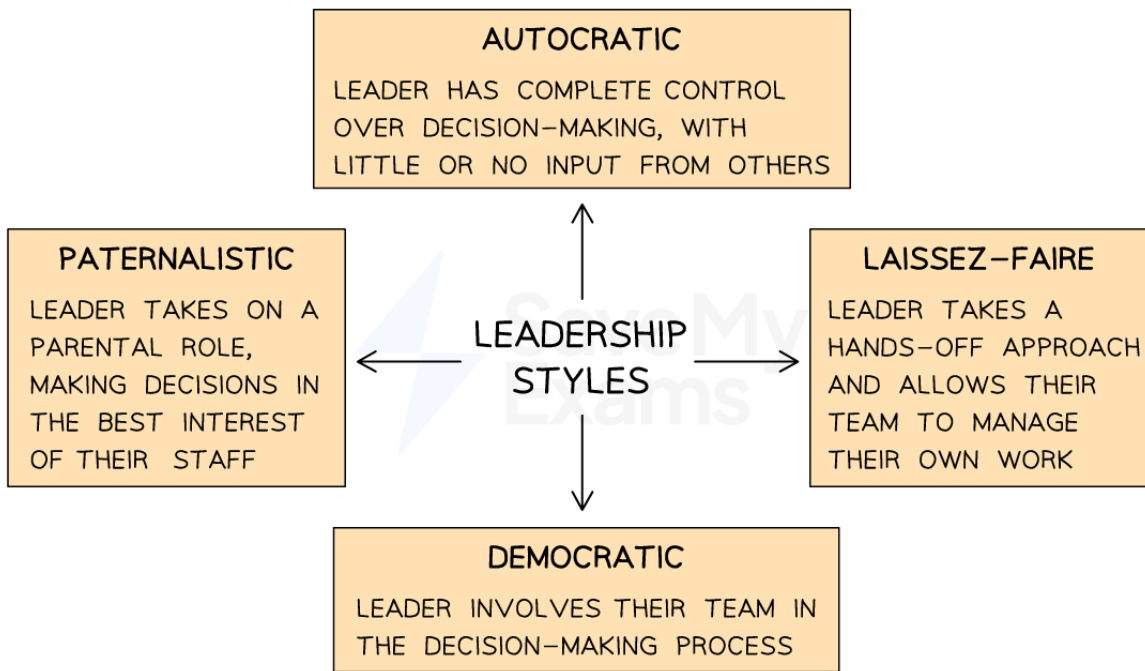 AUTOCRATIC
LEADER HAS COMPLETE CONTROL
OVER DECISION-MAKING, WITH
LITTLE OR NO INPUT FROM OTHERS
PATERNALISTIC
LEADER TAKES ON A
PARENTAL ROLE,
MAKING DECISIONS IN
THE BEST INTEREST
OF THEIR STAFF
LEADERSHIP
STYLES
Save My
Exams
LAISSEZ-FAIRE
LEADER TAKES A
HANDS-OFF APPROACH
AND ALLOWS THEIR
TEAM TO MANAGE
THEIR OWN WORK
DEMOCRATIC
LEADER INVOLVES THEIR TEAM IN
THE DECISION-MAKING PROCESS